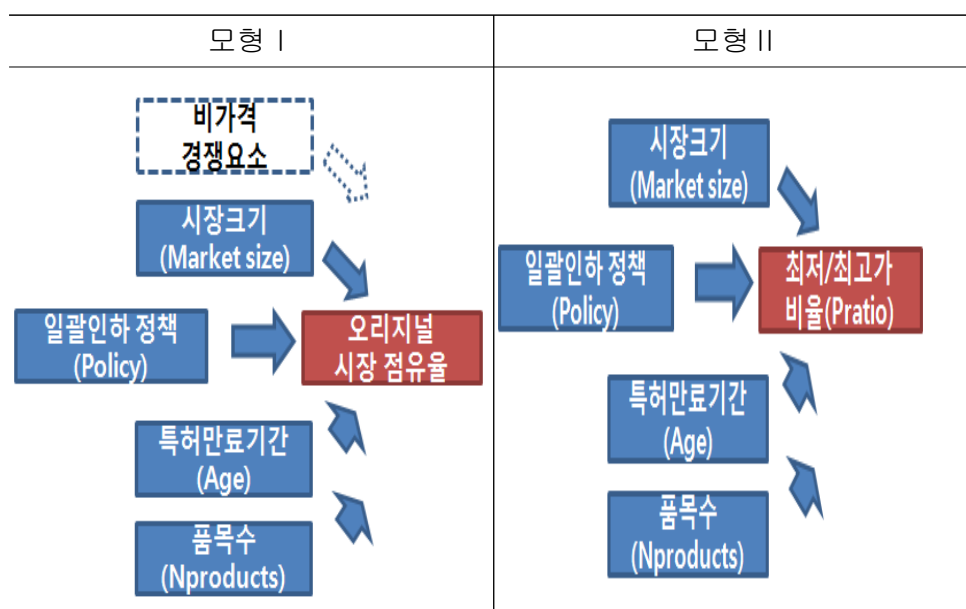 모형 Ⅰ
비가격
경쟁요소
시장크기
(Market size)
일괄인하 정책
(Policy)
오리지널
시장 점유율
특허만료기간
(Age)
품목수
(Nproducts)
모형Ⅱ
시장크기
(Market size)
일괄인하 정책
(Policy)
최저/최고가
비율(Pratio)
특허만료기간
(Age)
품목수
(Nproducts)